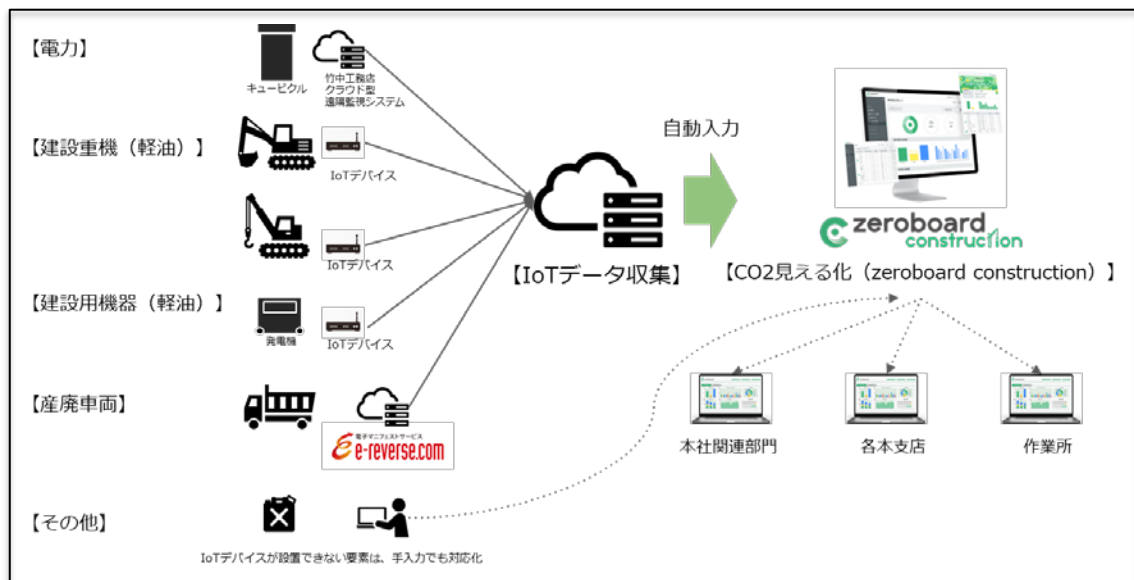 【電力】
キュービクル
竹中工務店
クラウド型
遠隔監視システム
【建設重機（軽油）】
IoTデバイス
IoTデバイス
【建設用機器（軽油）】
発電機
IoTデバイス
【産廃車両】
電子マニフェストサービス
e-reverse.com
【その他】
IoTデバイスが設置できない要素は、手入力でも対応化
【IoTデータ収集】
自動入力
zeroboard
construction
【CO2見える化（zeroboard construction）】
本社関連部門
各本支店
作業所